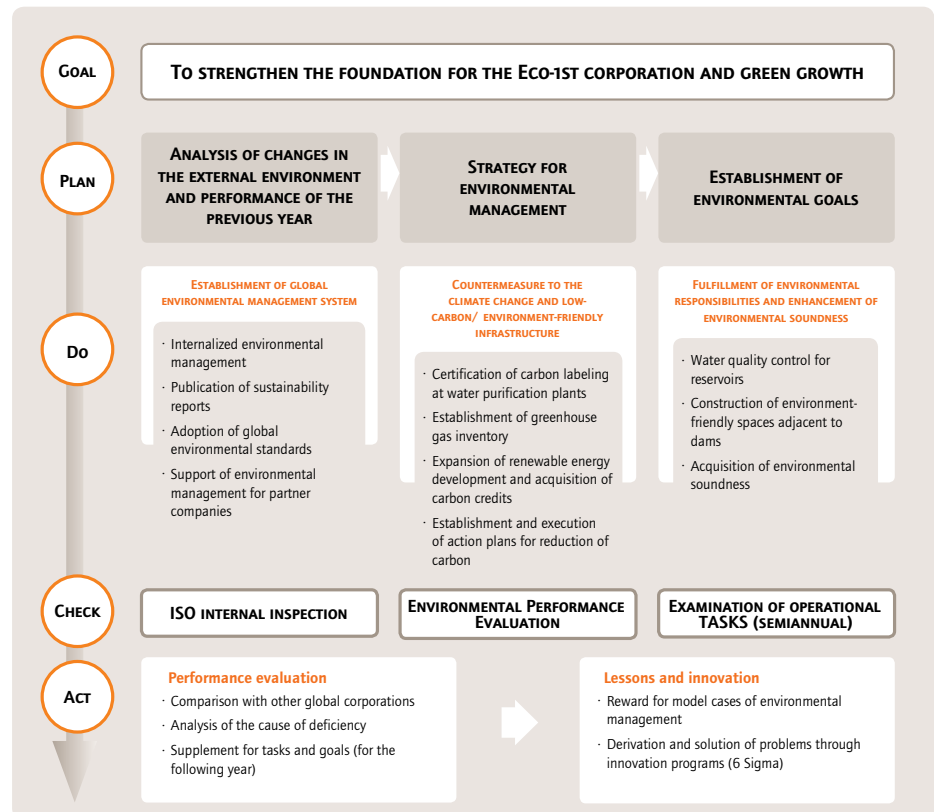 Goal
To strengthen the foundation for the Eco-1st corporation and green growth
Plan
Analysis of changes in
the external environment
and performance of the
previous year
Strategy for
environmental
management
Establishment of
environmental goals
Do
Establishment of global
environmental management system
· Internalized environmental
management
· Publication of sustainability
reports
· Adoption of global
environmental standards
· Support of environmental
management for partner
companies
Countermeasure to the
climate change and low-
carbon/ environment-friendly
infrastructure
· Certification of carbon labeling
at water purification plants
· Establishment of greenhouse
gas inventory
· Expansion of renewable energy
development and acquisition of
carbon credits
· Establishment and execution
of action plans for reduction of
carbon
Fulfillment of environmental
responsibilities and enhancement of
environmental soundness
· Water quality control for
reservoirs
· Construction of environment-
friendly spaces adjacent to
dams
· Acquisition of environmental
soundness
Check
ISO internal inspection
Environmental Performance
Evaluation
Examination of operational
TASKS (semiannual)
Act
Performance evaluation
· Comparison with other global corporations
· Analysis of the cause of deficiency
· Supplement for tasks and goals (for the
following year)
Lessons and innovation
· Reward for model cases of environmental
management
· Derivation and solution of problems through
innovation programs (6 Sigma)